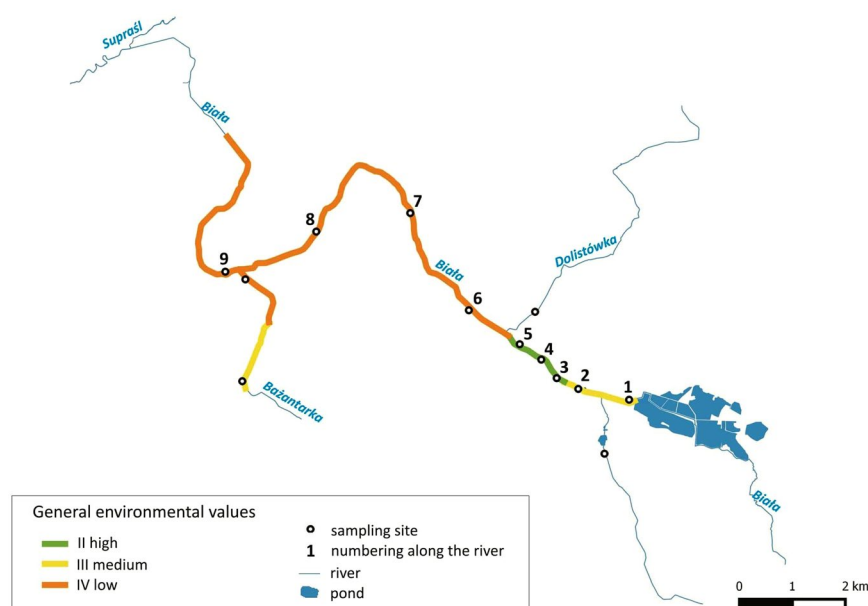 Supraśl
Biała
7
8
9
Dolistówka
Biała
6
5
4
3
2
1
Bażantarka
Biała
General environmental values
II high
III medium
IV low
sampling site
1 numbering along the river
river
pond
0 1 2 km